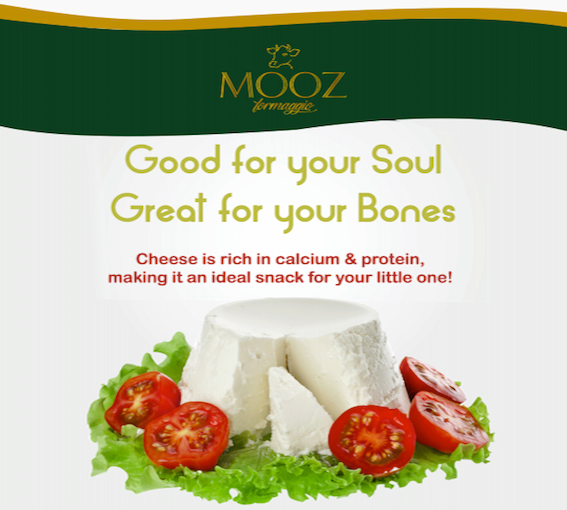 MOOZ
formaggio
Good for your Soul
Great for your Bones
Cheese is rich in calcium & protein,
making it an ideal snack for your little one!